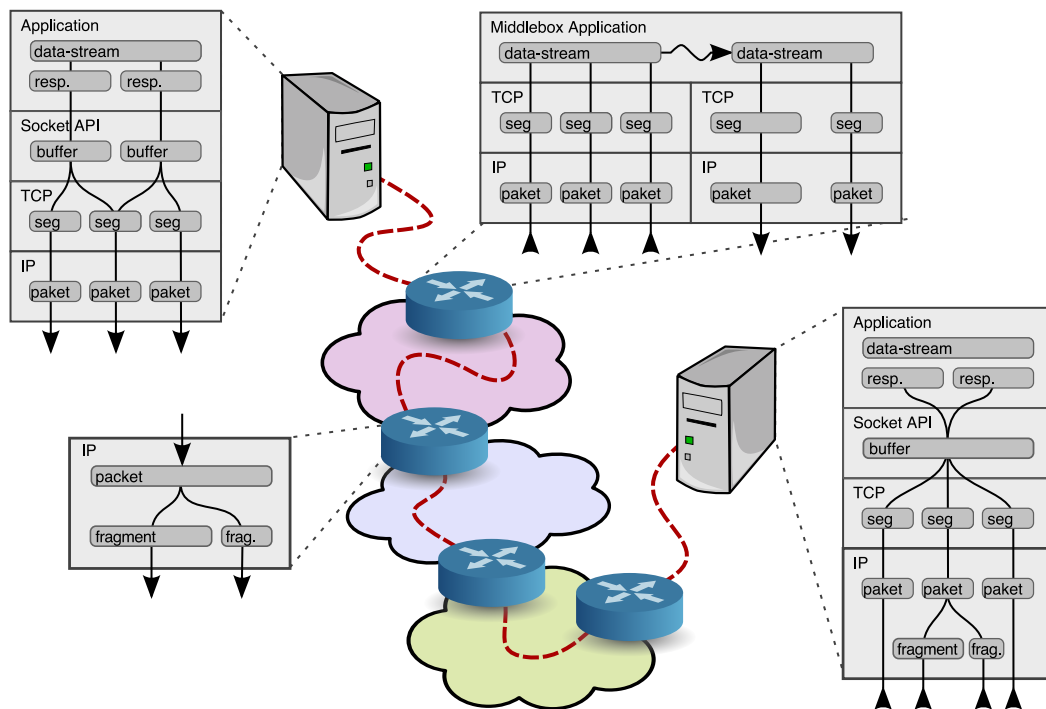 Application
data-stream
resp. resp.
Socket API
buffer buffer
TCP
seg seg seg
IP
paket paket paket
Middlebox Application
data-stream data-stream
TCP TCP
seg seg seg seg seg
IP IP
paket paket paket paket paket
IP
packet
fragment frag.
Application
data-stream
resp. resp.
Socket API
buffer
TCP
seg seg seg
IP
paket paket paket
fragment frag.